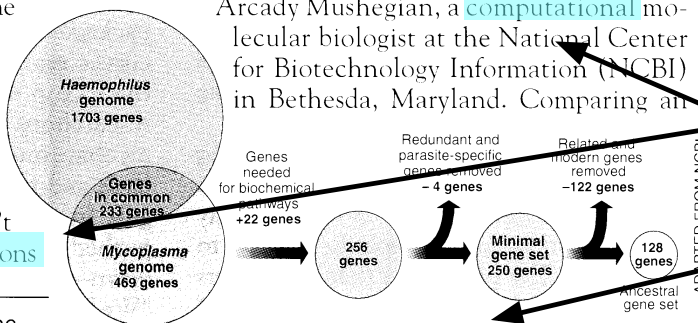 Arcady Mushegian, a computational mo-
lecular biologist at the National Center
for Biotechnology Information (NCBI)
in Bethesda, Maryland. Comparing an
Haemophilus
genome
1703 genes
Genes
in common
233 genes
Mycoplasma
genome
469 genes
Genes
needed
for biochemical
pathways
+22 genes
256
genes
Redundant and
parasite-specific
genes removed
– 4 genes
Minimal
gene set
250 genes
Related and
modern genes
removed
–122 genes
128
genes
Ancestral
gene set
ons